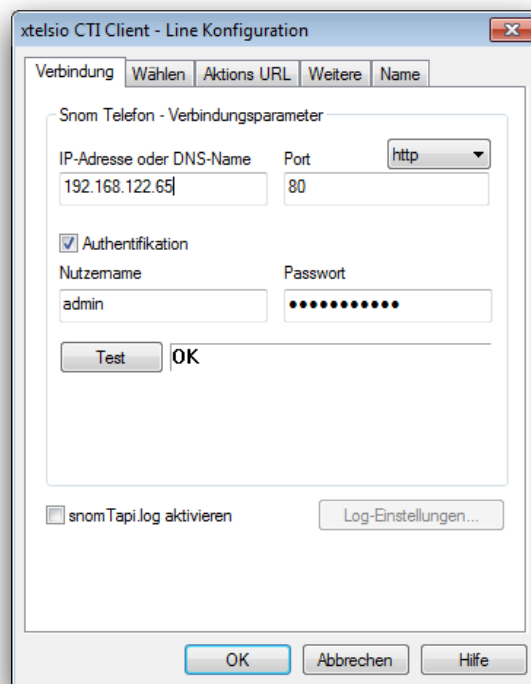 xtelsio CTI Client - Line Konfiguration
Verbindung Wählen Aktions URL Weitere Name
Snom Telefon - Verbindungsparameter
IP-Adresse oder DNS-Name Port http
192.168.122.65 80
Authentifikation
Nutzername Passwort
admin ●●●●●●●●●●●
Test OK
snomTapi.log aktivieren Log-Einstellungen...
OK Abbrechen Hilfe